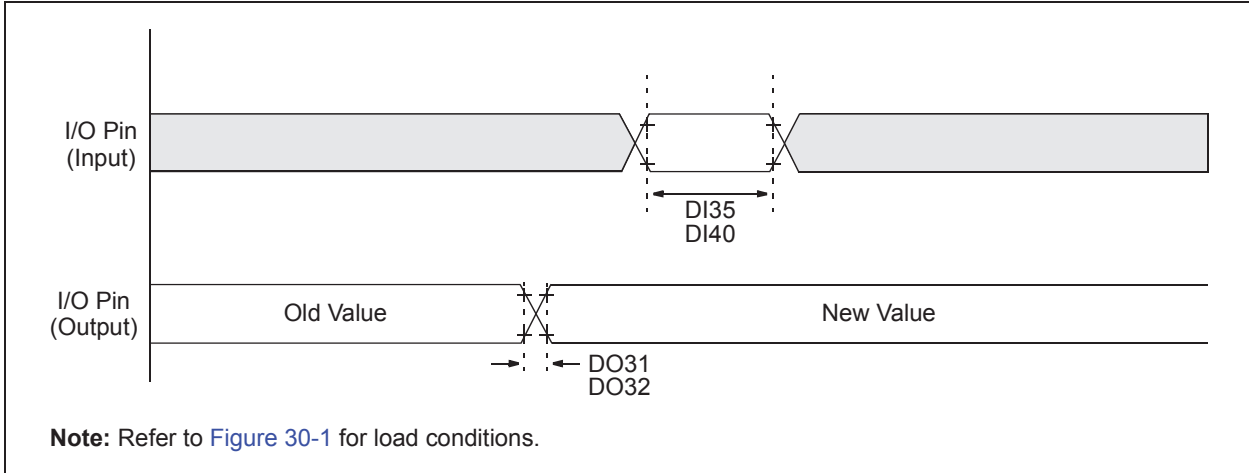 I/O Pin
(Input)
DI35
DI40
I/O Pin
(Output)
Old Value
New Value
DO31
DO32
Note: Refer to Figure 30-1 for load conditions.